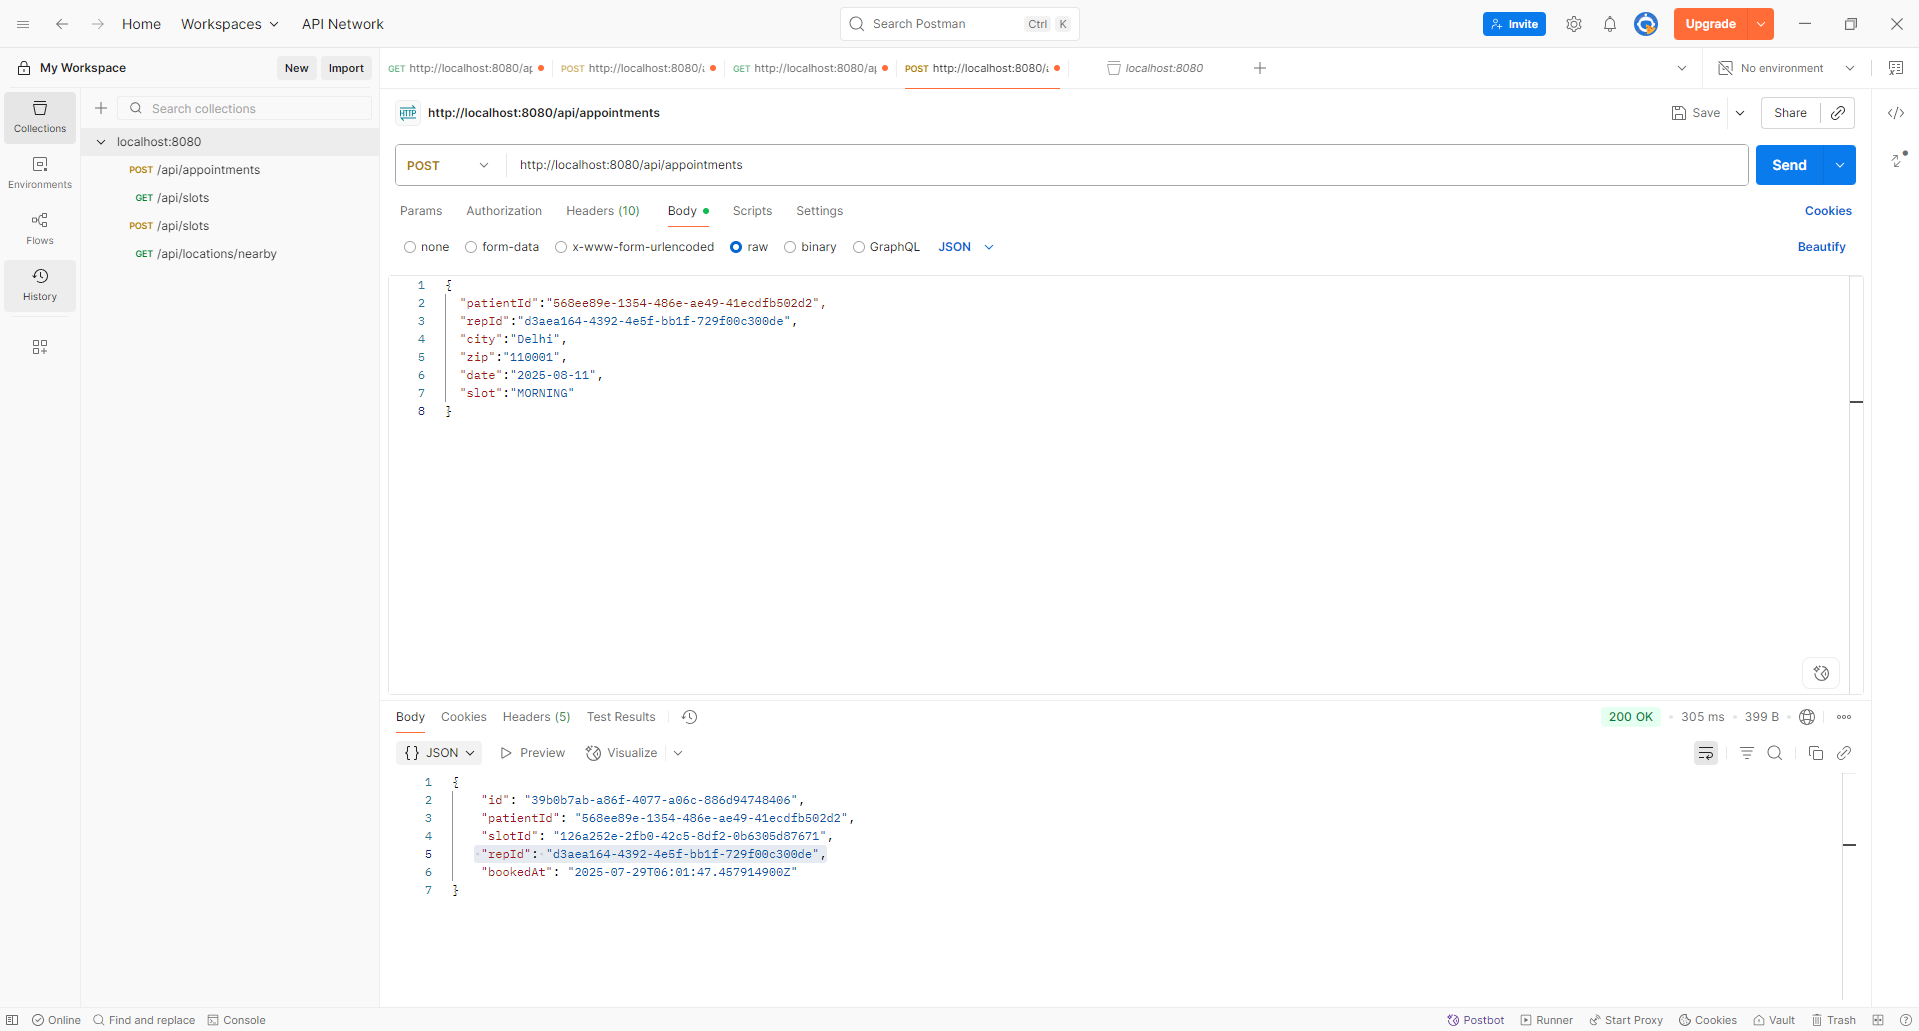 Home Workspaces API Network Search Postman Ctrl K Invite Upgrade
My Workspace New Import GET http://localhost:8080/ap POST http://localhost:8080/a GET http://localhost:8080/ap POST http://localhost:8080/a localhost:8080 No environment
Collections
Environments
Flows
History
Search collections
localhost:8080
POST /api/appointments
GET /api/slots
POST /api/slots
GET /api/locations/nearby
HTTP http://localhost:8080/api/appointments Save Share
POST http://localhost:8080/api/appointments Send
Params Authorization Headers (10) Body Scripts Settings Cookies
none form-data x-www-form-urlencoded raw binary GraphQL JSON Beautify
1 {
2 "patientId":"568ee89e-1354-486e-ae49-41ecdfb502d2",
3 "repId":"d3aea164-4392-4e5f-bb1f-729f00c300de",
4 "city":"Delhi",
5 "zip":"110001",
6 "date":"2025-08-11",
7 "slot":"MORNING"
8 }
Body Cookies Headers (5) Test Results 200 OK 305 ms 399 B
{} JSON Preview Visualize
1 {
2 "id": "39b0b7ab-a86f-4077-a06c-886d94748406",
3 "patientId": "568ee89e-1354-486e-ae49-41ecdfb502d2",
4 "slotId": "126a252e-2fb0-42c5-8df2-0b6305d87671",
5 "repId": "d3aea164-4392-4e5f-bb1f-729f00c300de",
6 "bookedAt": "2025-07-29T06:01:47.457914900Z"
7 }
Online Find and replace Console Postbot Runner Start Proxy Cookies Vault Trash